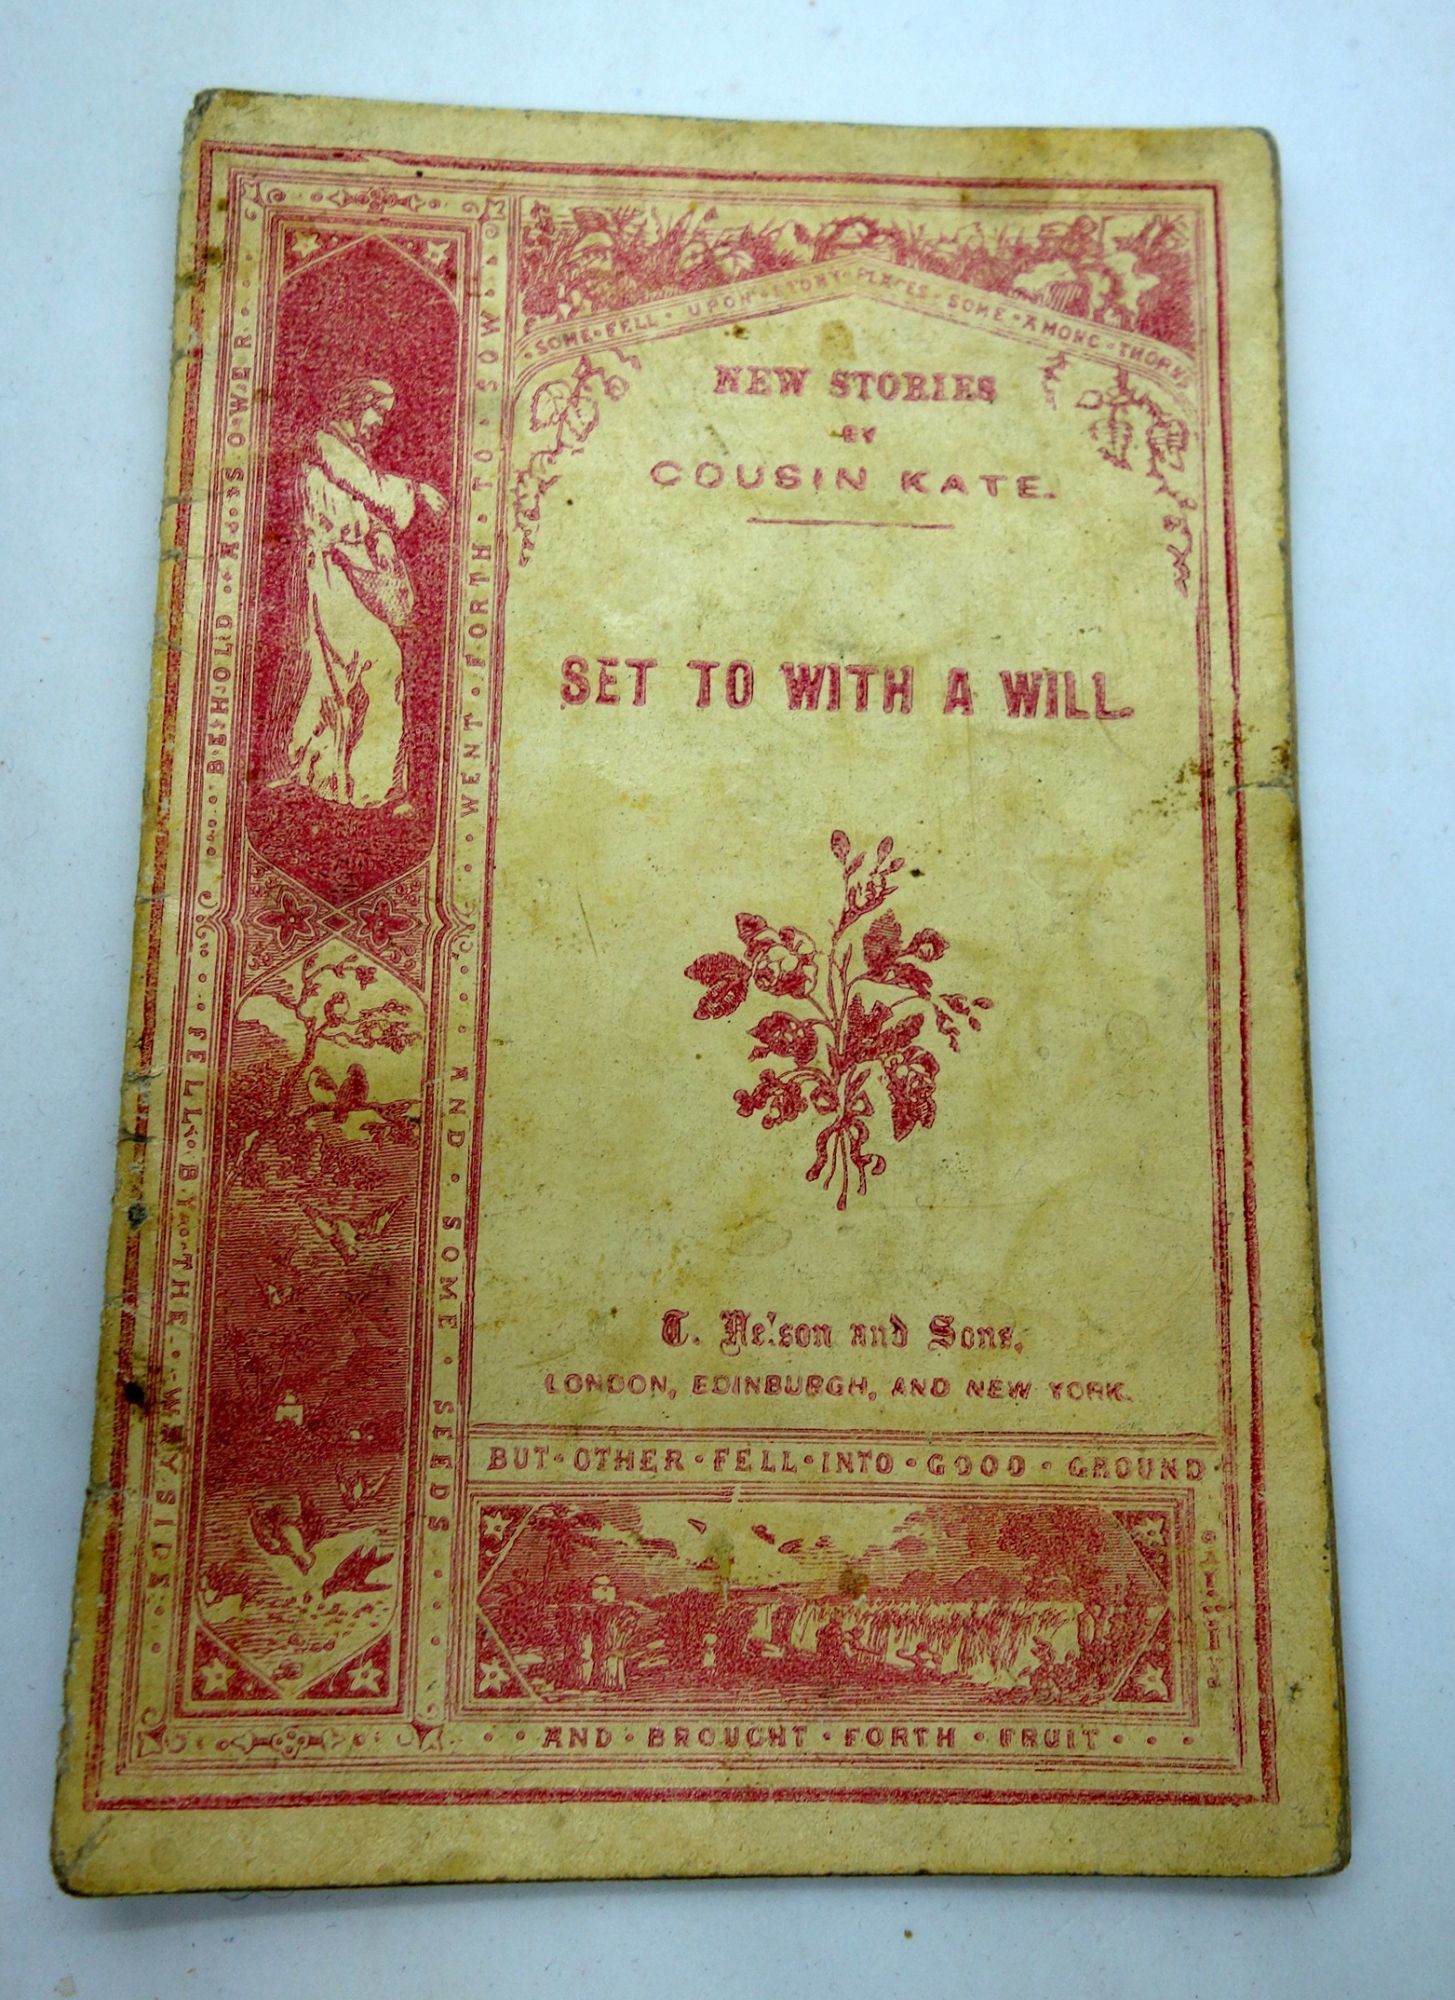 BEHOLD · A · SOWER
WENT · FORTH · TO · SOW
AND · SOME · SEEDS
FELL · BY · THE · WAYSIDE
· SOME · FELL · UPON · STONY · PLACES · SOME · AMONG · THORNS
NEW STORIES
BY
COUSIN KATE.
SET TO WITH A WILL.
T. Nelson and Sons,
LONDON, EDINBURGH, AND NEW YORK.
BUT · OTHER · FELL · INTO · GOOD · GROUND
· · AND · BROUGHT · FORTH · FRUIT · · ·